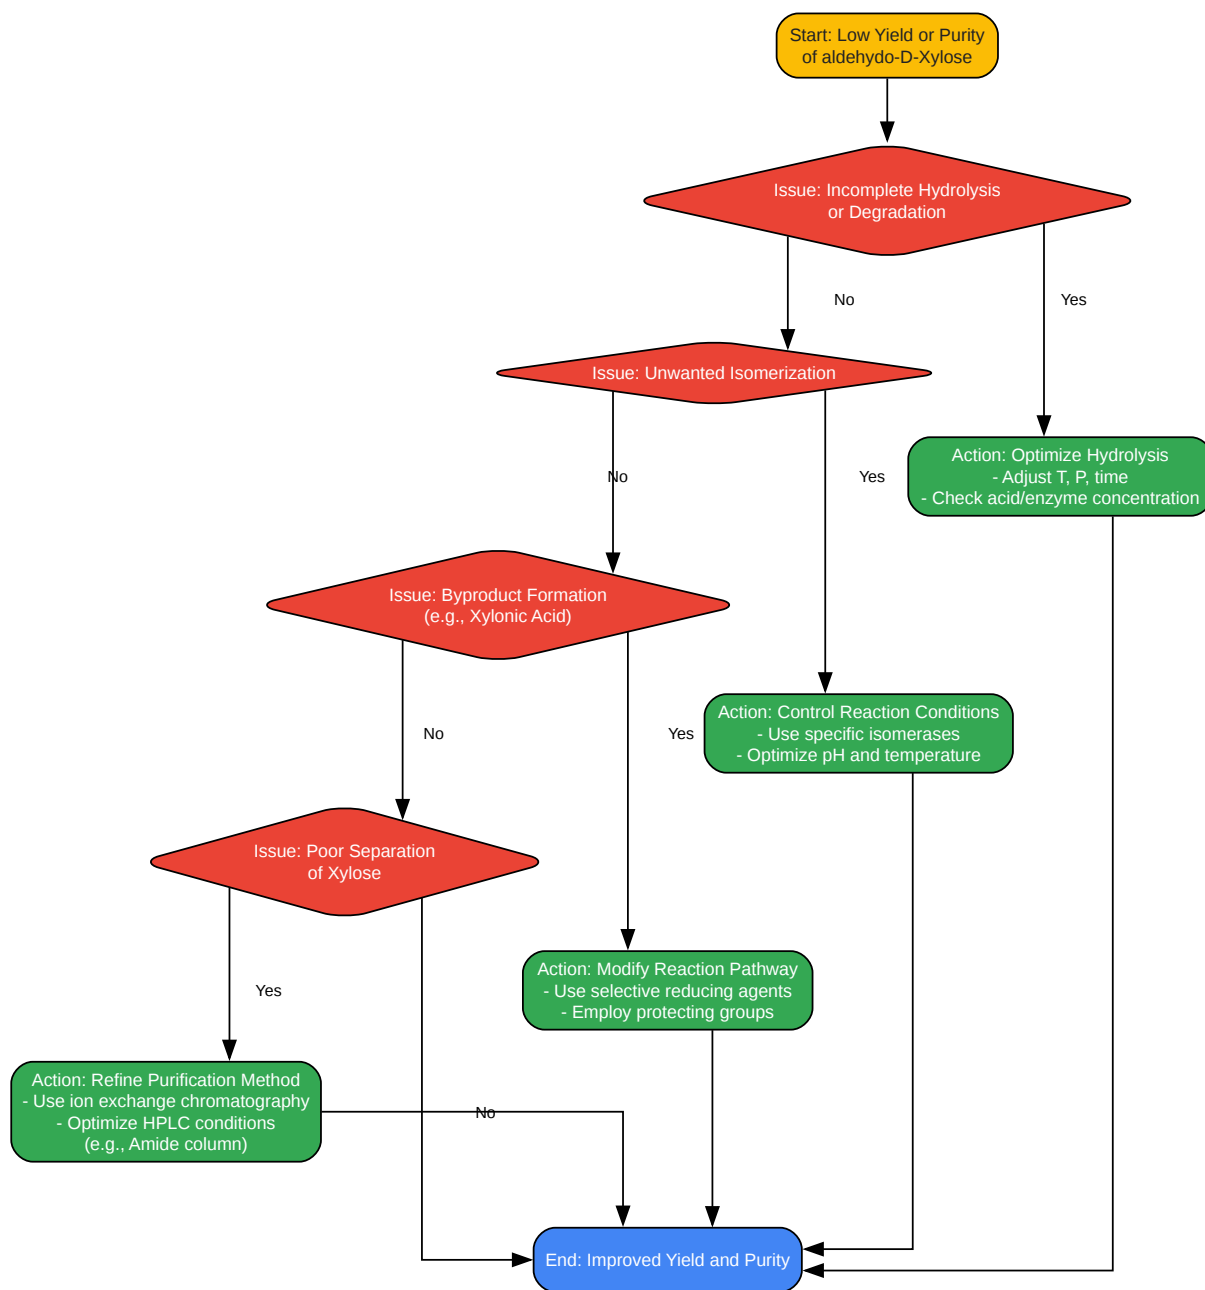 Start: Low Yield or Purity
of aldehydo-D-Xylose
Issue: Incomplete Hydrolysis
or Degradation
No
Yes
Issue: Unwanted Isomerization
Action: Optimize Hydrolysis
- Adjust T, P, time
- Check acid/enzyme concentration
No
Yes
Issue: Byproduct Formation
(e.g., Xylonic Acid)
Action: Control Reaction Conditions
- Use specific isomerases
- Optimize pH and temperature
No
Yes
Issue: Poor Separation
of Xylose
Action: Modify Reaction Pathway
- Use selective reducing agents
- Employ protecting groups
Yes
Action: Refine Purification Method
- Use ion exchange chromatography
- Optimize HPLC conditions
(e.g., Amide column)
No
End: Improved Yield and Purity